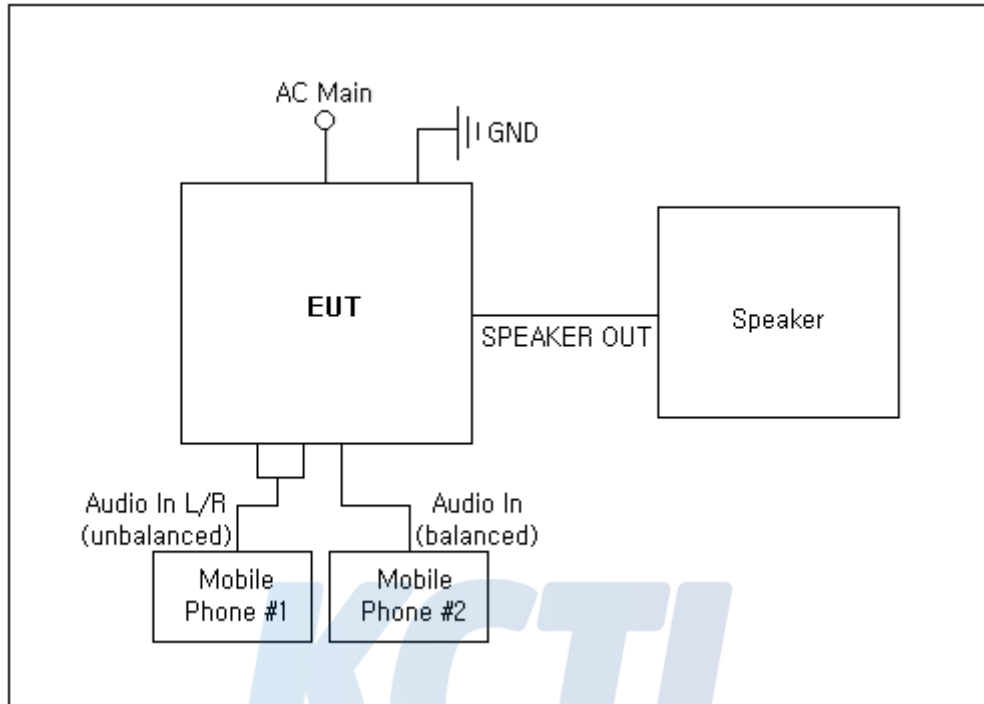 AC Main
GND
EUT
SPEAKER OUT
Speaker
Audio In L/R
(unbalanced)
Audio In
(balanced)
Mobile
Phone #1
Mobile
Phone #2
KCTL